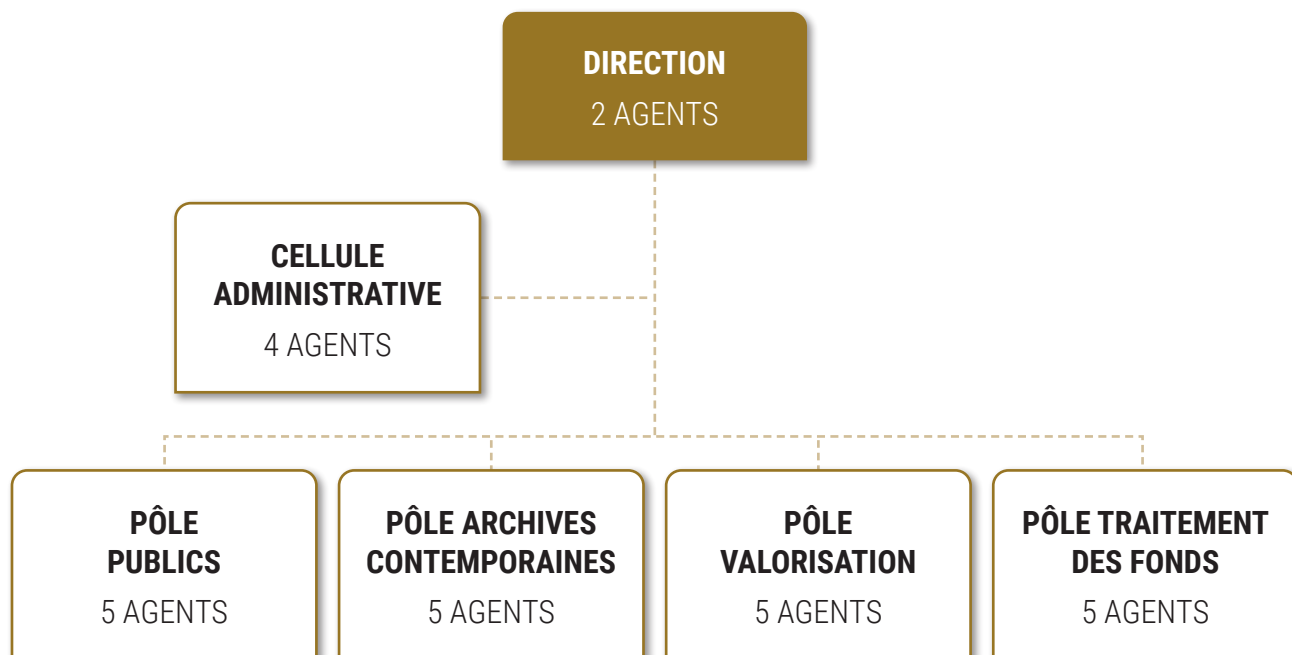 DIRECTION
2 AGENTS
CELLULE
ADMINISTRATIVE
4 AGENTS
PÔLE
PUBLICS
5 AGENTS
PÔLE ARCHIVES
CONTEMPORAINES
5 AGENTS
PÔLE
VALORISATION
5 AGENTS
PÔLE TRAITEMENT
DES FONDS
5 AGENTS